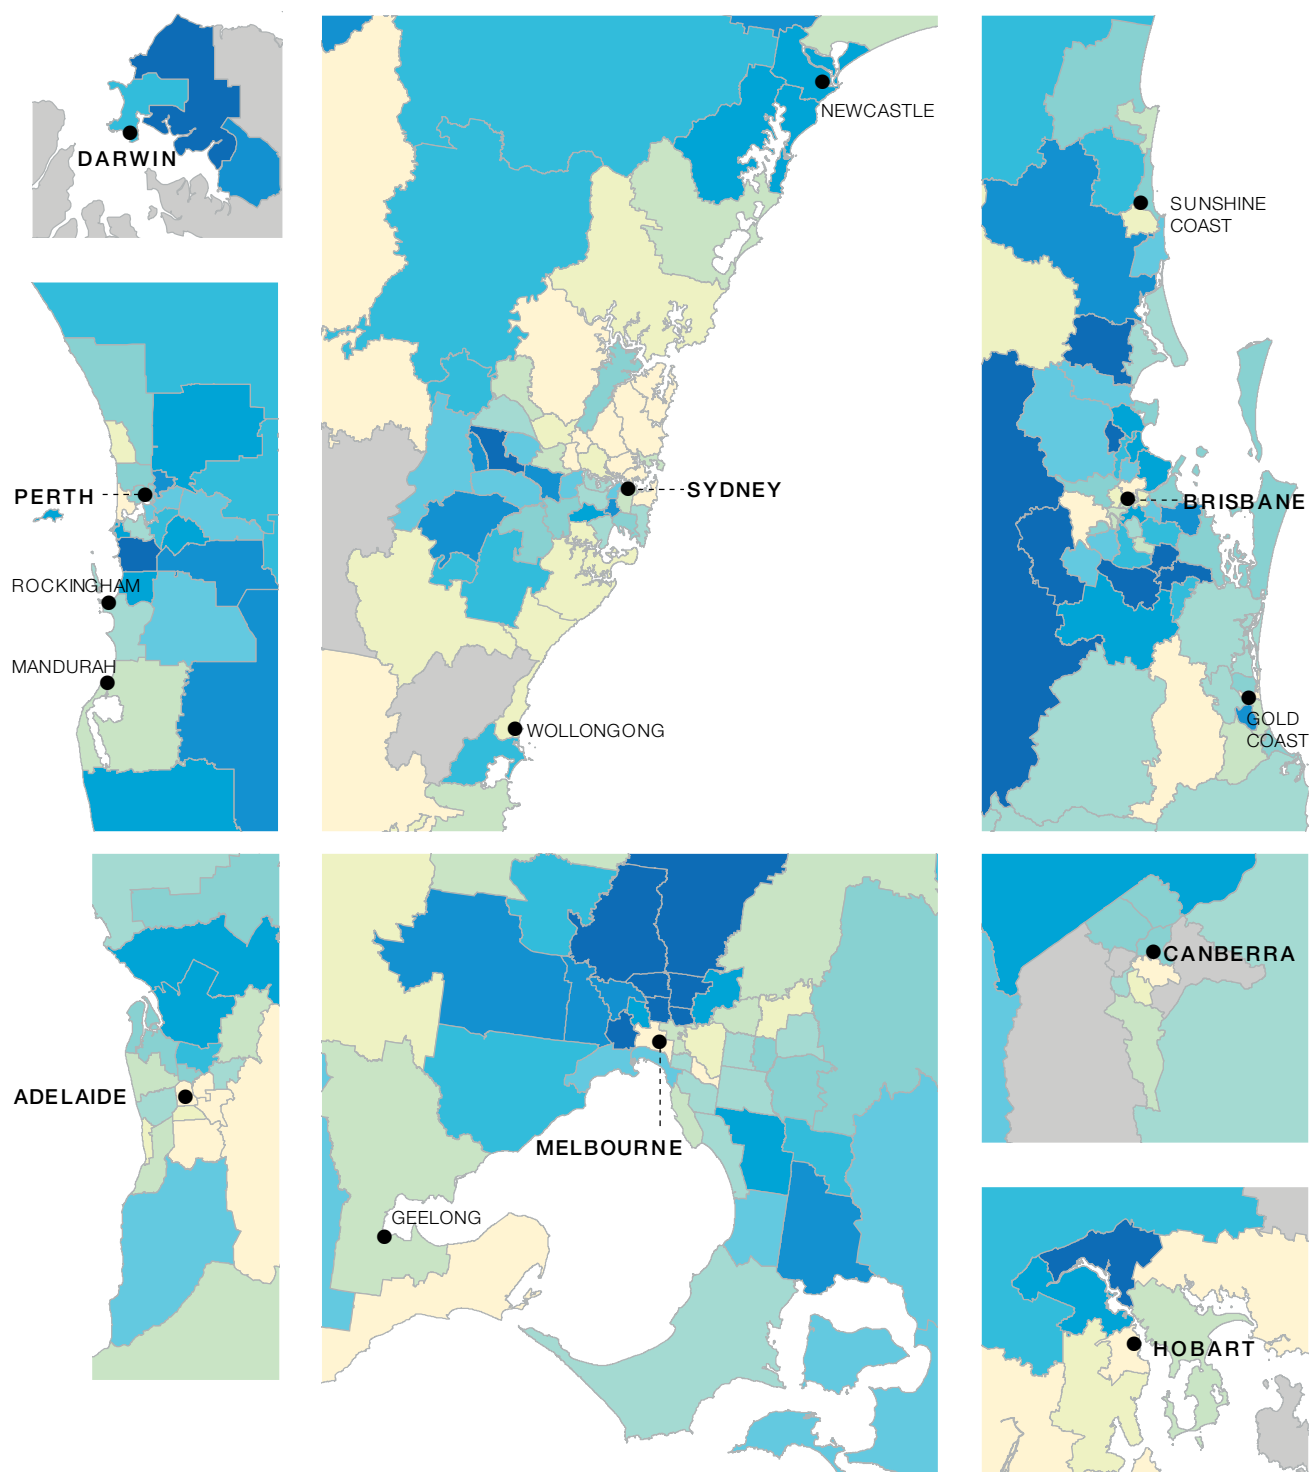 DARWIN
NEWCASTLE
SUNSHINE
COAST
PERTH
SYDNEY
BRISBANE
ROCKINGHAM
MANDURAH
WOLLONGONG
GOLD
COAST
CANBERRA
ADELAIDE
MELBOURNE
GEELONG
HOBART